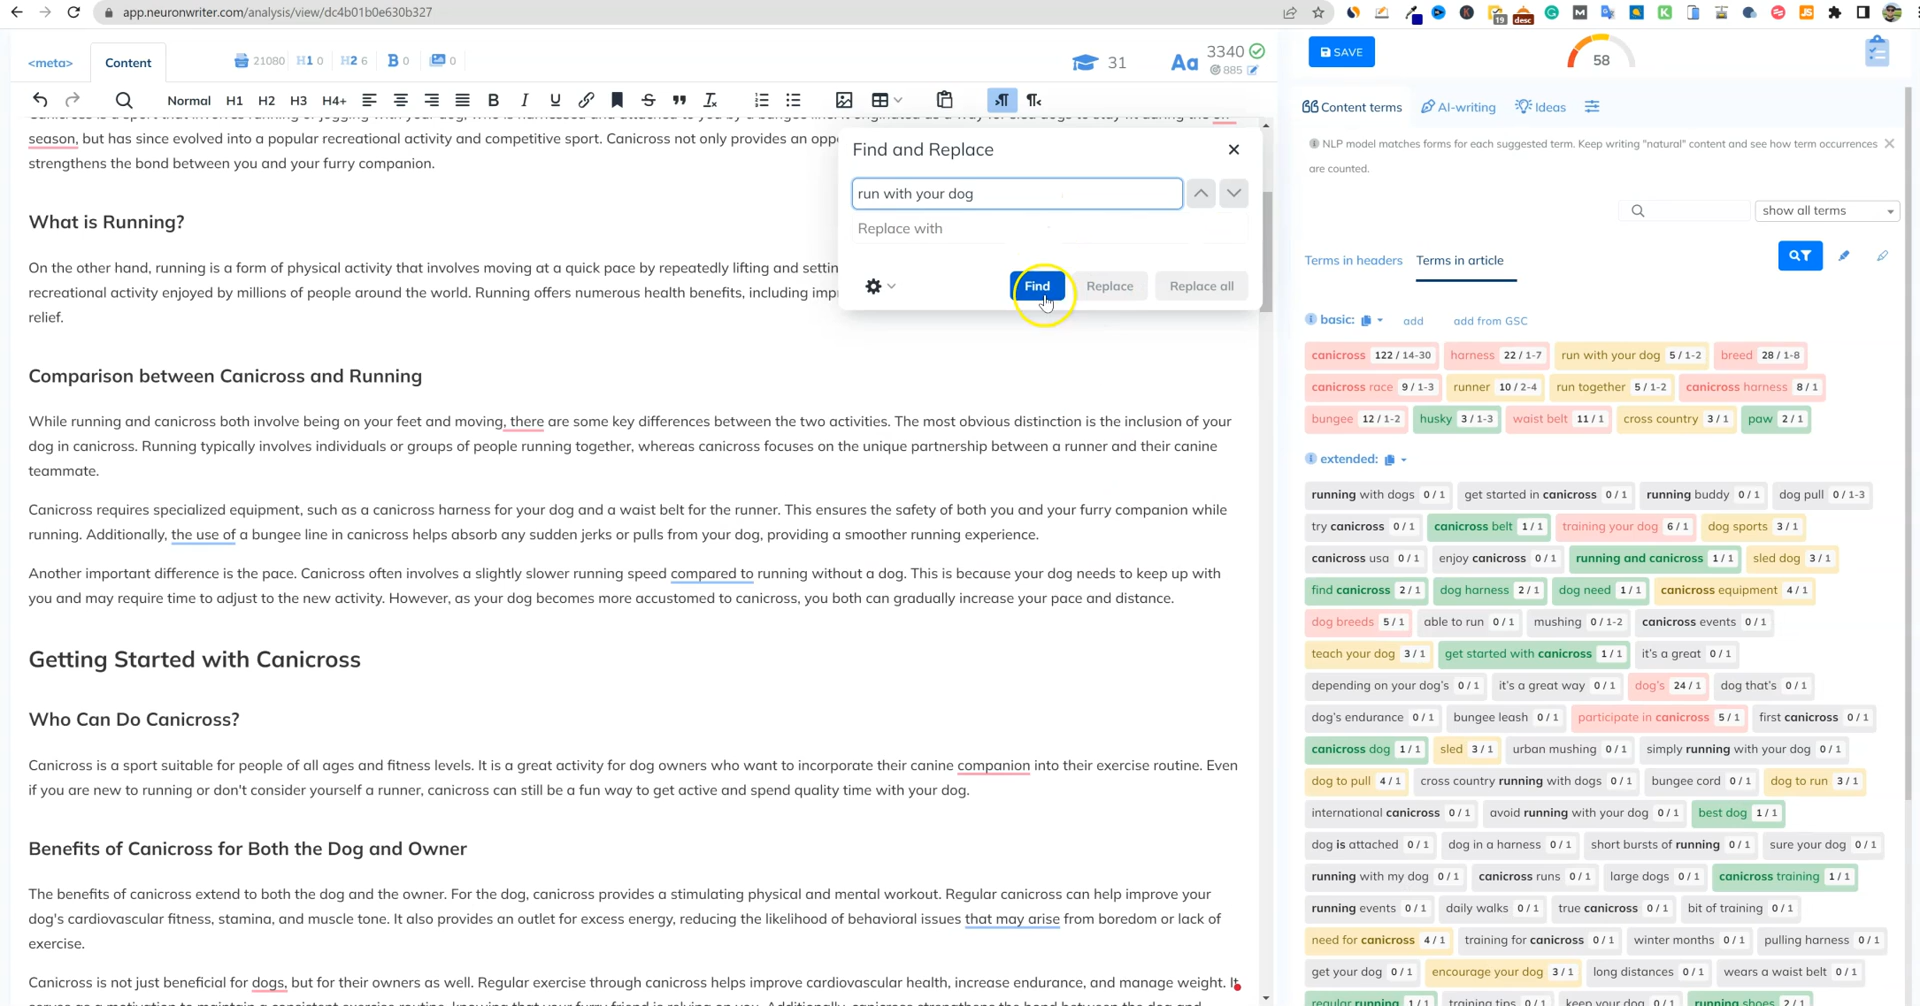 app.neuronwriter.com/analysis/view/dc4b01b0e630b327
19
desc
<meta>
Content
21080 H1 0 H2 6 B 0 0
31
Aa 3340
885
SAVE
58
Normal H1 H2 H3 H4+ B I U S
Content terms AI-writing Ideas
season, but has since evolved into a popular recreational activity and competitive sport. Canicross not only provides an oppo
strengthens the bond between you and your furry companion.
Find and Replace
run with your dog
Replace with
Find Replace Replace all
NLP model matches forms for each suggested term. Keep writing "natural" content and see how term occurrences
are counted.
show all terms
Terms in headers Terms in article
What is Running?
On the other hand, running is a form of physical activity that involves moving at a quick pace by repeatedly lifting and settin
recreational activity enjoyed by millions of people around the world. Running offers numerous health benefits, including imp
relief.
Comparison between Canicross and Running
While running and canicross both involve being on your feet and moving, there are some key differences between the two activities. The most obvious distinction is the inclusion of your
dog in canicross. Running typically involves individuals or groups of people running together, whereas canicross focuses on the unique partnership between a runner and their canine
teammate.
Canicross requires specialized equipment, such as a canicross harness for your dog and a waist belt for the runner. This ensures the safety of both you and your furry companion while
running. Additionally, the use of a bungee line in canicross helps absorb any sudden jerks or pulls from your dog, providing a smoother running experience.
Another important difference is the pace. Canicross often involves a slightly slower running speed compared to running without a dog. This is because your dog needs to keep up with
you and may require time to adjust to the new activity. However, as your dog becomes more accustomed to canicross, you both can gradually increase your pace and distance.
Getting Started with Canicross
Who Can Do Canicross?
Canicross is a sport suitable for people of all ages and fitness levels. It is a great activity for dog owners who want to incorporate their canine companion into their exercise routine. Even
if you are new to running or don't consider yourself a runner, canicross can still be a fun way to get active and spend quality time with your dog.
Benefits of Canicross for Both the Dog and Owner
The benefits of canicross extend to both the dog and the owner. For the dog, canicross provides a stimulating physical and mental workout. Regular canicross can help improve your
dog's cardiovascular fitness, stamina, and muscle tone. It also provides an outlet for excess energy, reducing the likelihood of behavioral issues that may arise from boredom or lack of
exercise.
Canicross is not just beneficial for dogs, but for their owners as well. Regular exercise through canicross helps improve cardiovascular health, increase endurance, and manage weight. It
basic: add add from GSC
canicross 122 / 14-30 harness 22 / 1-7 run with your dog 5 / 1-2 breed 28 / 1-8
canicross race 9 / 1-3 runner 10 / 2-4 run together 5 / 1-2 canicross harness 8 / 1
bungee 12 / 1-2 husky 3 / 1-3 waist belt 11 / 1 cross country 3 / 1 paw 2 / 1
extended:
running with dogs 0 / 1 get started in canicross 0 / 1 running buddy 0 / 1 dog pull 0 / 1-3
try canicross 0 / 1 canicross belt 1 / 1 training your dog 6 / 1 dog sports 3 / 1
canicross usa 0 / 1 enjoy canicross 0 / 1 running and canicross 1 / 1 sled dog 3 / 1
find canicross 2 / 1 dog harness 2 / 1 dog need 1 / 1 canicross equipment 4 / 1
dog breeds 5 / 1 able to run 0 / 1 mushing 0 / 1-2 canicross events 0 / 1
teach your dog 3 / 1 get started with canicross 1 / 1 it's a great 0 / 1
depending on your dog's 0 / 1 it's a great way 0 / 1 dog's 24 / 1 dog that's 0 / 1
dog's endurance 0 / 1 bungee leash 0 / 1 participate in canicross 5 / 1 first canicross 0 / 1
canicross dog 1 / 1 sled 3 / 1 urban mushing 0 / 1 simply running with your dog 0 / 1
dog to pull 4 / 1 cross country running with dogs 0 / 1 bungee cord 0 / 1 dog to run 3 / 1
international canicross 0 / 1 avoid running with your dog 0 / 1 best dog 1 / 1
dog is attached 0 / 1 dog in a harness 0 / 1 short bursts of running 0 / 1 sure your dog 0 / 1
running with my dog 0 / 1 canicross runs 0 / 1 large dogs 0 / 1 canicross training 1 / 1
running events 0 / 1 daily walks 0 / 1 true canicross 0 / 1 bit of training 0 / 1
need for canicross 4 / 1 training for canicross 0 / 1 winter months 0 / 1 pulling harness 0 / 1
get your dog 0 / 1 encourage your dog 3 / 1 long distances 0 / 1 wears a waist belt 0 / 1
regular running 1 / 1 training tips 0 / 1 keep your dog 0 / 1 running shoes 2 / 1